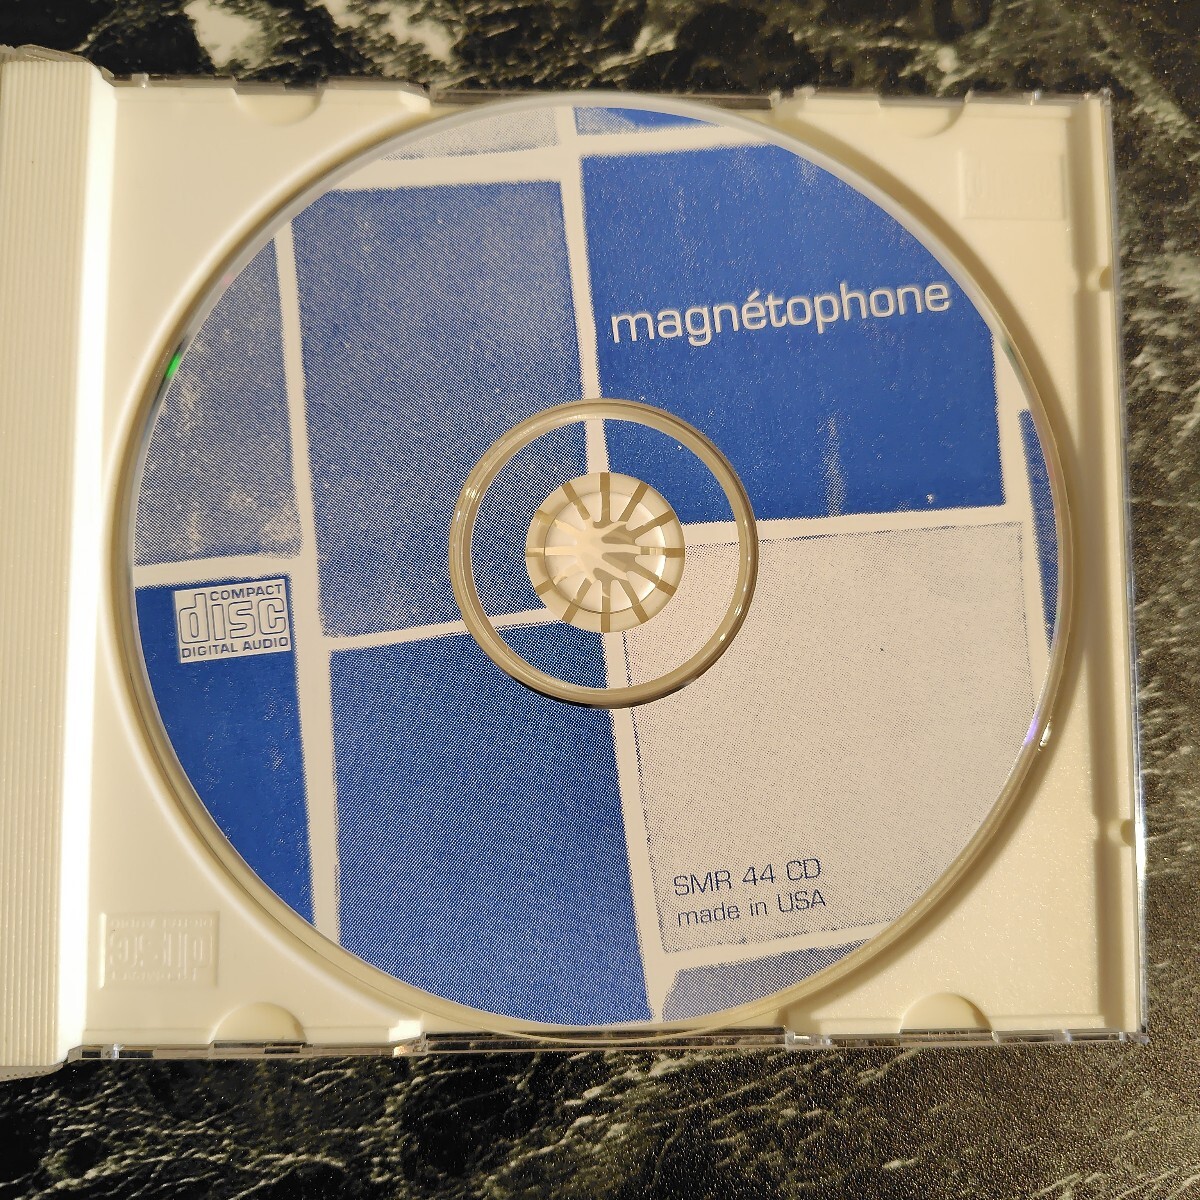 magnétophone
COMPACT
disc
DIGITAL AUDIO
SMR 44 CD
made in USA